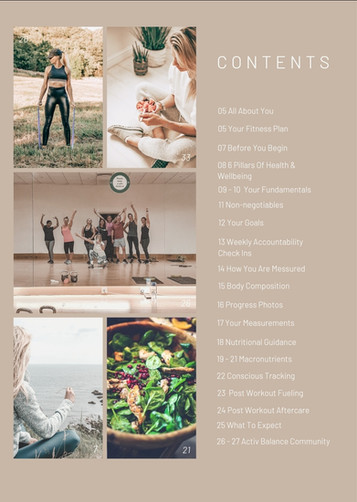 CONTENTS
05 All About You
05 Your Fitness Plan
07 Before You Begin
08 6 Pillars Of Health &
Wellbeing
09 - 10 Your Fundamentals
11 Non-negotiables
12 Your Goals
13 Weekly Accountability
Check Ins
14 How You Are Messured
15 Body Composition
16 Progress Photos
17 Your Measurements
18 Nutritional Guidance
19 - 21 Macronutrients
22 Conscious Tracking
23 Post Workout Fueling
24 Post Workout Aftercare
25 What To Expect
26 - 27 Activ Balance Community
13
7
21